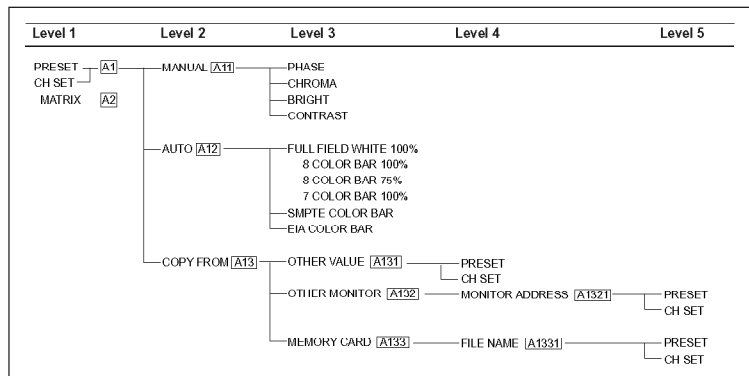 Level 1 Level 2 Level 3 Level 4 Level 5
PRESET A1 MANUAL A11 PHASE
CH SET CHROMA
MATRIX A2 BRIGHT
CONTRAST
AUTO A12 FULL FIELD WHITE 100%
8 COLOR BAR 100%
8 COLOR BAR 75%
7 COLOR BAR 100%
SMPTE COLOR BAR
EIA COLOR BAR
COPY FROM A13 OTHER VALUE A131 PRESET
CH SET
OTHER MONITOR A132 MONITOR ADDRESS A1321 PRESET
CH SET
MEMORY CARD A133 FILE NAME A1331 PRESET
CH SET